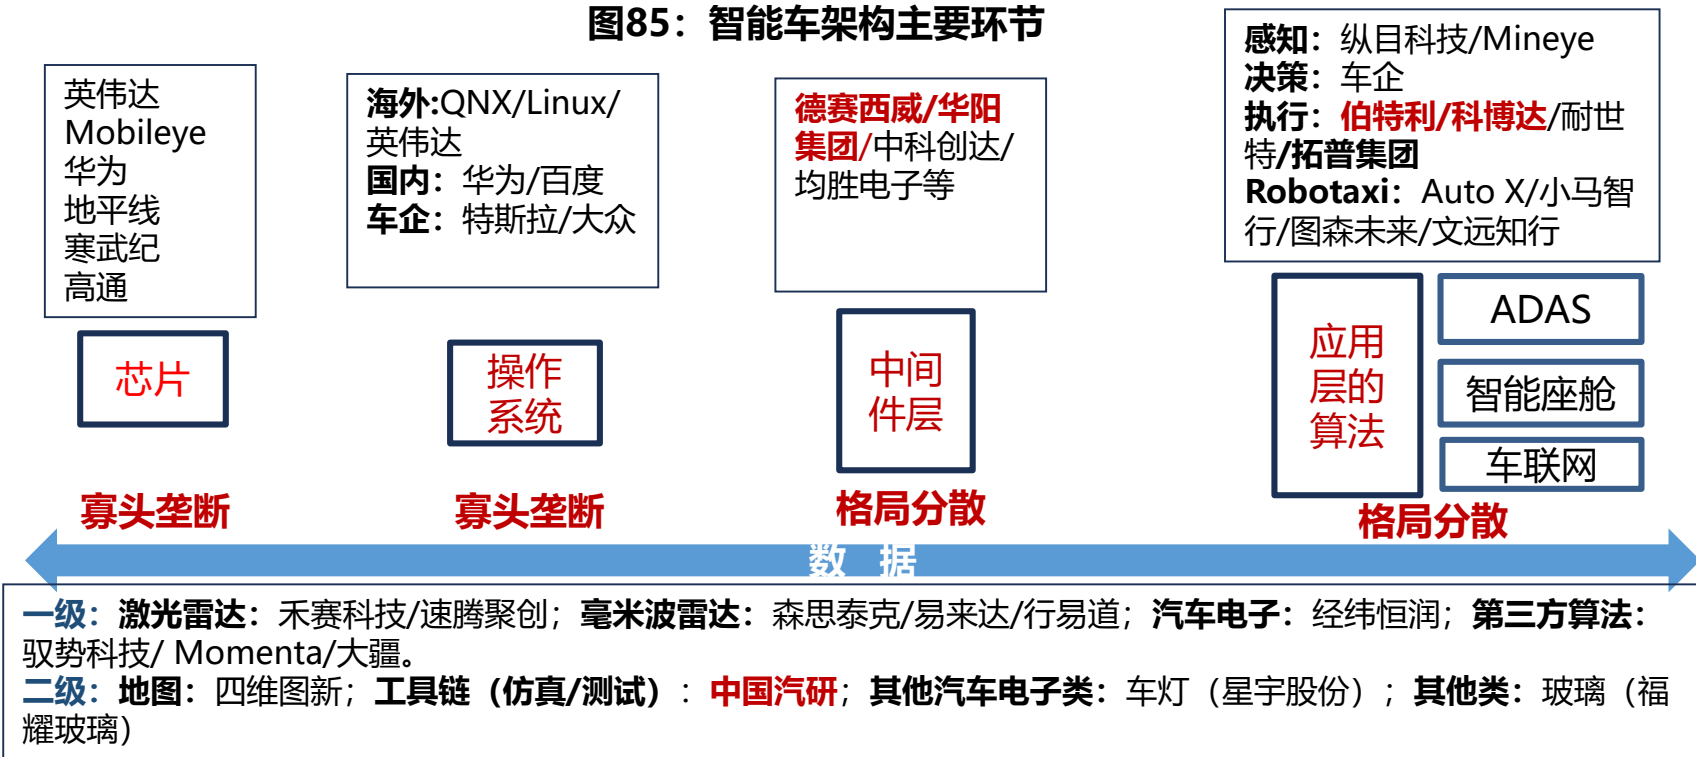 图85：智能车架构主要环节
英伟达
Mobileye
华为
地平线
寒武纪
高通
海外:QNX/Linux/
英伟达
国内：华为/百度
车企：特斯拉/大众
德赛西威/华阳
集团/中科创达/
均胜电子等
感知：纵目科技/Mineye
决策：车企
执行：伯特利/科博达/耐世
特/拓普集团
Robotaxi：Auto X/小马智
行/图森未来/文远知行
芯片
操作
系统
中间
件层
应用
层的
算法
ADAS
智能座舱
车联网
寡头垄断
寡头垄断
格局分散
格局分散
数 据
一级：激光雷达：禾赛科技/速腾聚创；毫米波雷达：森思泰克/易来达/行易道；汽车电子：经纬恒润；第三方算法：
驭势科技/ Momenta/大疆。
二级：地图：四维图新；工具链（仿真/测试）：中国汽研；其他汽车电子类：车灯（星宇股份）；其他类：玻璃（福
耀玻璃）